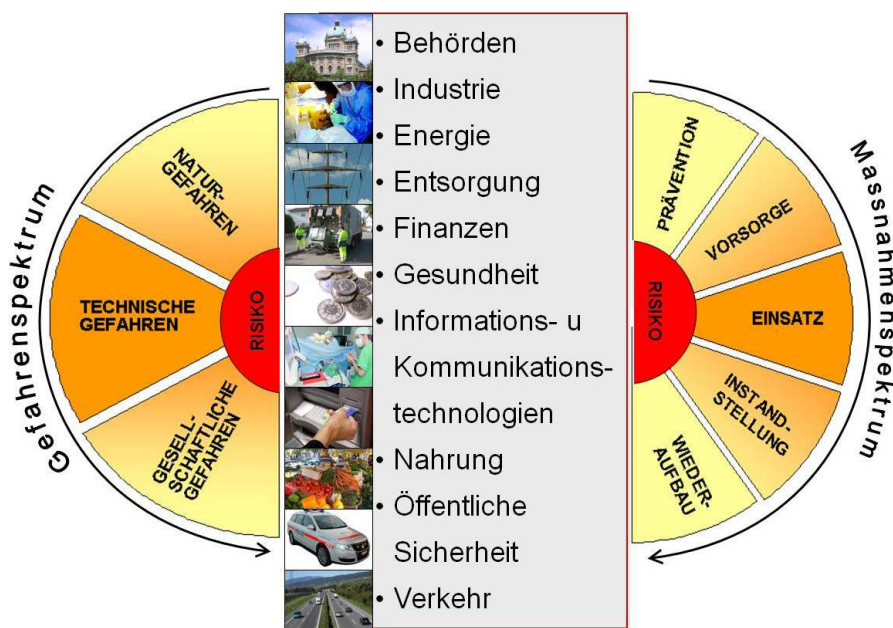 Gefahrenspektrum
NATUR-
GEFAHREN
TECHNISCHE
GEFAHREN
GESELL-
SCHAFTLICHE
GEFAHREN
RISIKO
• Behörden
• Industrie
• Energie
• Entsorgung
• Finanzen
• Gesundheit
• Informations- u
Kommunikations-
technologien
• Nahrung
• Öffentliche
Sicherheit
• Verkehr
RISIKO
PRÄVENTION
VORSORGE
EINSATZ
INSTAND-
STELLUNG
WIEDER-
AUFBAU
Massnahmenspektrum